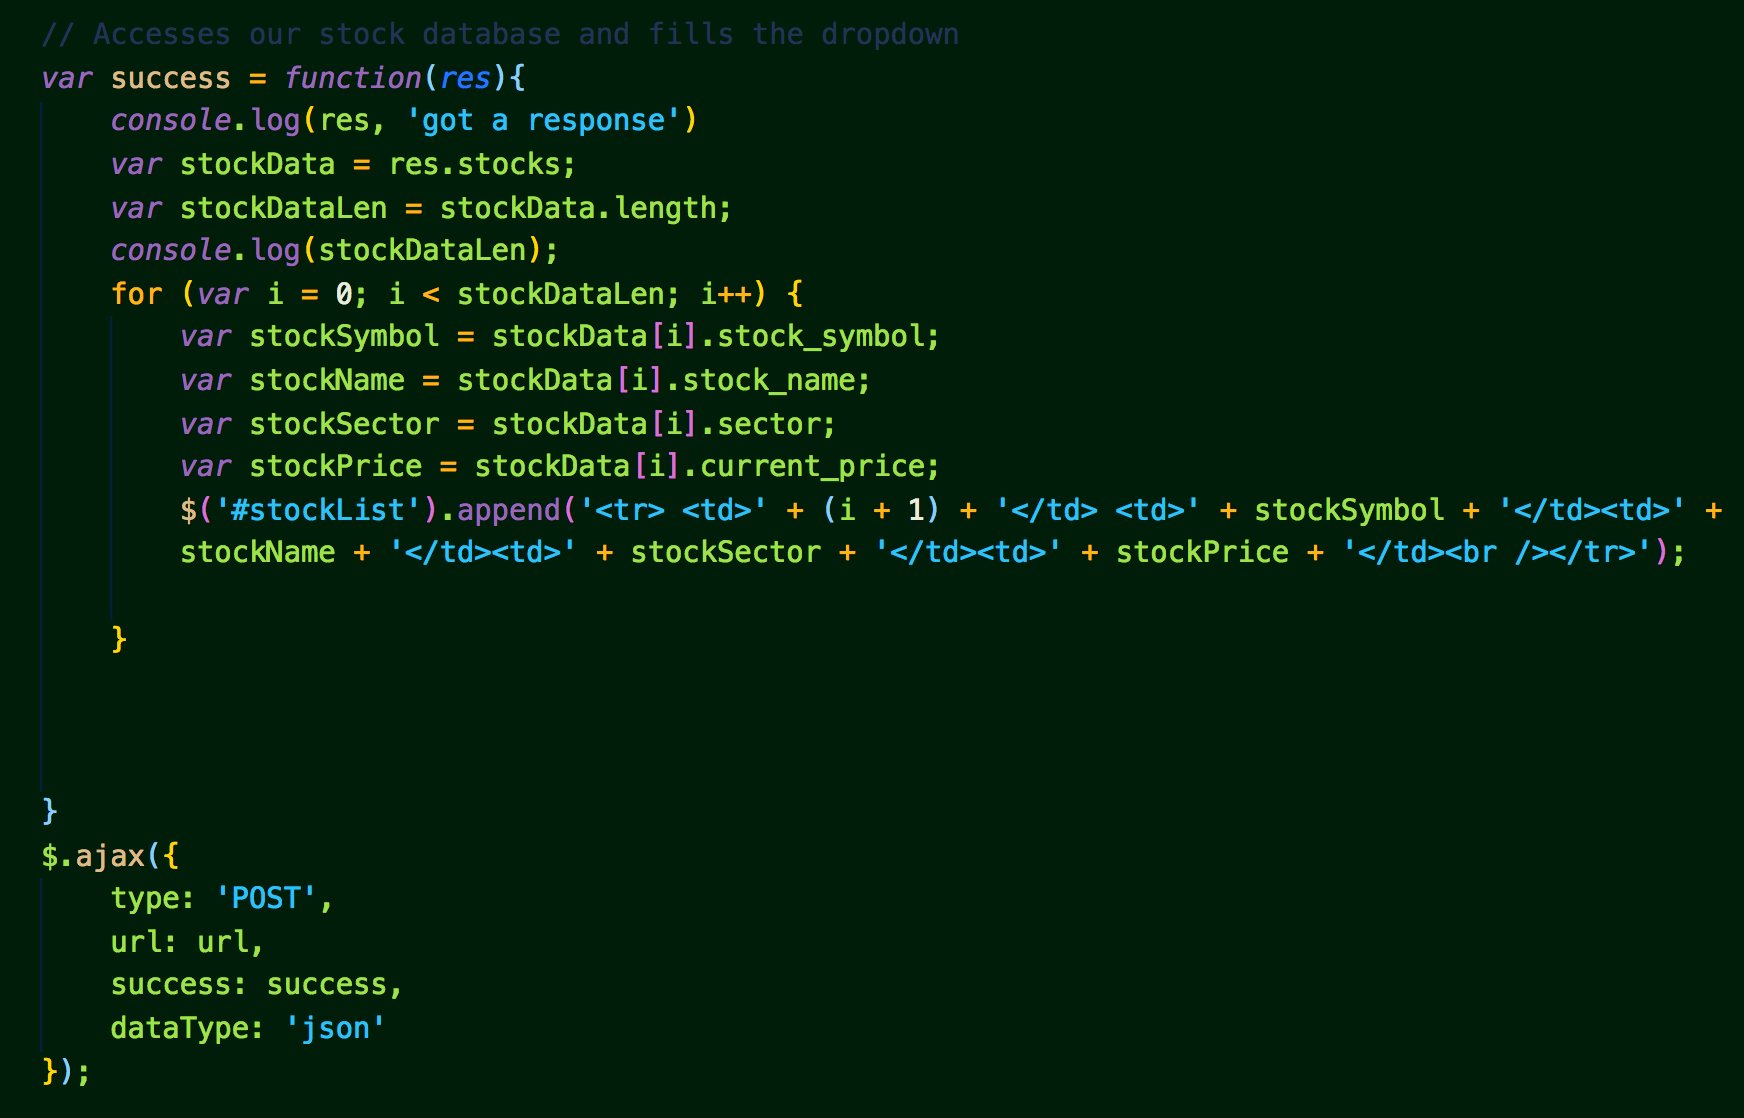 // Accesses our stock database and fills the dropdown
var success = function(res){
    console.log(res, 'got a response')
    var stockData = res.stocks;
    var stockDataLen = stockData.length;
    console.log(stockDataLen);
    for (var i = 0; i < stockDataLen; i++) {
        var stockSymbol = stockData[i].stock_symbol;
        var stockName = stockData[i].stock_name;
        var stockSector = stockData[i].sector;
        var stockPrice = stockData[i].current_price;
        $('#stockList').append('<tr> <td>' + (i + 1) + '</td> <td>' + stockSymbol + '</td><td>' +
        stockName + '</td><td>' + stockSector + '</td><td>' + stockPrice + '</td><br /></tr>');
    }
}
$.ajax({
    type: 'POST',
    url: url,
    success: success,
    dataType: 'json'
});